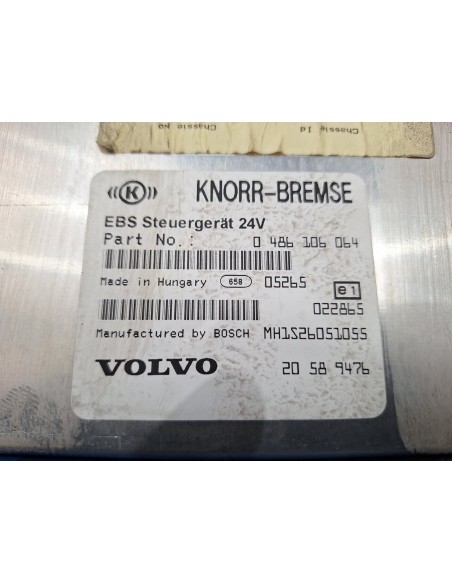 Chassis Id
Chassis No
K KNORR-BREMSE
EBS Steuergerät 24V
Part No.: 0 486 106 064
Made in Hungary 658 05265 e1
022865
Manufactured by BOSCH MH1S26051055
VOLVO 20 58 9476